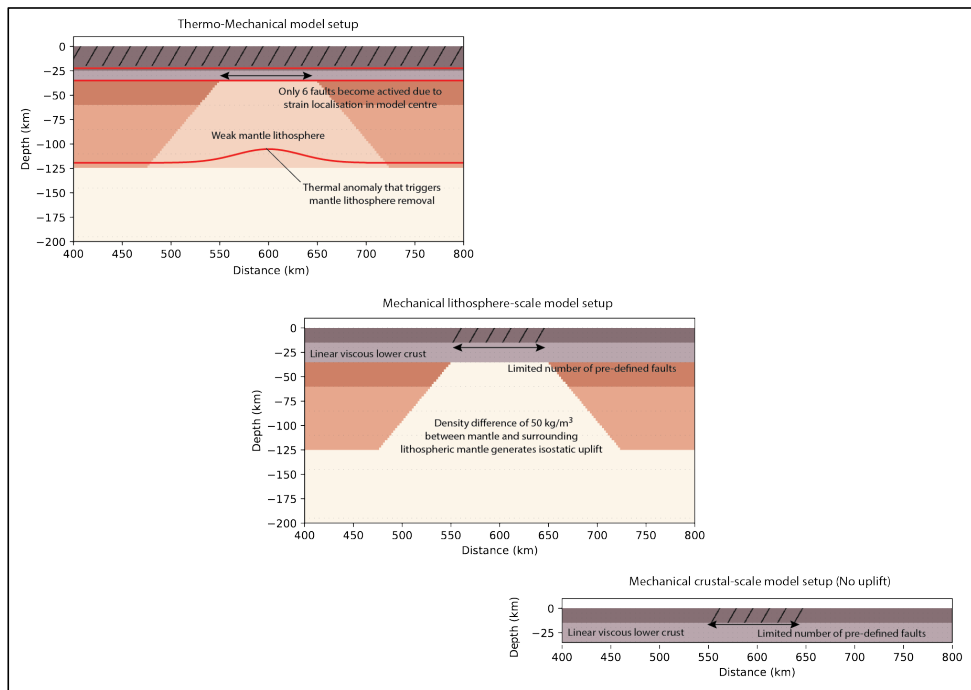 Thermo-Mechanical model setup
0
−25
−50
−75
−100
−125
−150
−175
−200
Depth (km)
Only 6 faults become actived due to
strain localisation in model centre
Weak mantle lithosphere
Thermal anomaly that triggers
mantle lithosphere removal
400 450 500 550 600 650 700 750 800
Distance (km)
Mechanical lithosphere-scale model setup
0
−25
−50
−75
−100
−125
−150
−175
−200
Depth (km)
Linear viscous lower crust
Limited number of pre-defined faults
Density difference of 50 kg/m³
between mantle and surrounding
lithospheric mantle generates isostatic uplift
400 450 500 550 600 650 700 750 800
Distance (km)
Mechanical crustal-scale model setup (No uplift)
0
−25
Depth (km)
Linear viscous lower crust
Limited number of pre-defined faults
400 450 500 550 600 650 700 750 800
Distance (km)